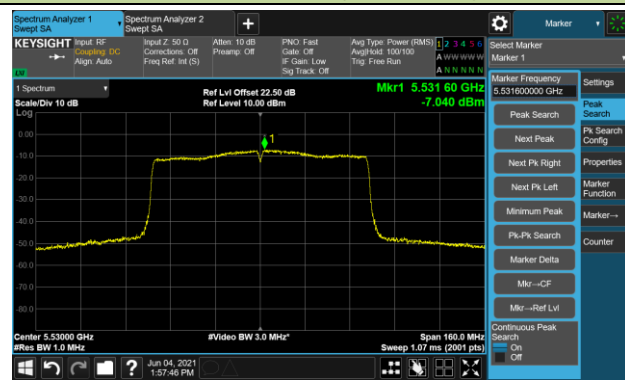 Spectrum Analyzer 1
Swept SA
Spectrum Analyzer 2
Swept SA
Marker
KEYSIGHT
Input: RF
Coupling: DC
Align: Auto
Input Z: 50 Ω
Corrections: Off
Freq Ref: Int (S)
Atten: 10 dB
Preamp: Off
PNO: Fast
Gate: Off
IF Gain: Low
Sig Track: Off
Avg Type: Power (RMS)
Avg|Hold: 100/100
Trig: Free Run
1 2 3 4 5 6
A W W W W W
A N N N N N
Select Marker
Marker 1
LXI
1 Spectrum
Scale/Div 10 dB
Ref Lvl Offset 22.50 dB
Ref Level 10.00 dBm
Mkr1 5.531 60 GHz
-7.040 dBm
Marker Frequency
5.531600000 GHz
Settings
Peak Search
Next Peak
Next Pk Right
Next Pk Left
Minimum Peak
Pk-Pk Search
Marker Delta
Mkr→CF
Mkr→Ref Lvl
Continuous Peak
Search
On
Off
Peak
Search
Pk Search
Config
Properties
Marker
Function
Marker→
Counter
Log
0.00
-10.0
-20.0
-30.0
-40.0
-50.0
-60.0
-70.0
-80.0
1
Center 5.53000 GHz
#Res BW 1.0 MHz
#Video BW 3.0 MHz*
Span 160.0 MHz
Sweep 1.07 ms (2001 pts)
?
Jun 04, 2021
1:57:46 PM